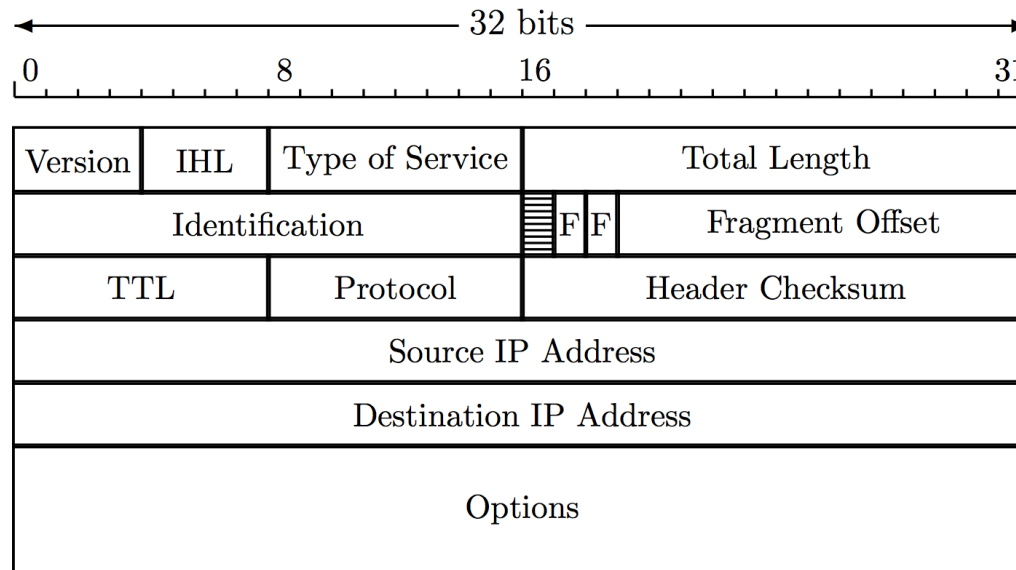 32 bits
0 8 16 31
Version IHL Type of Service Total Length
Identification F F Fragment Offset
TTL Protocol Header Checksum
Source IP Address
Destination IP Address
Options